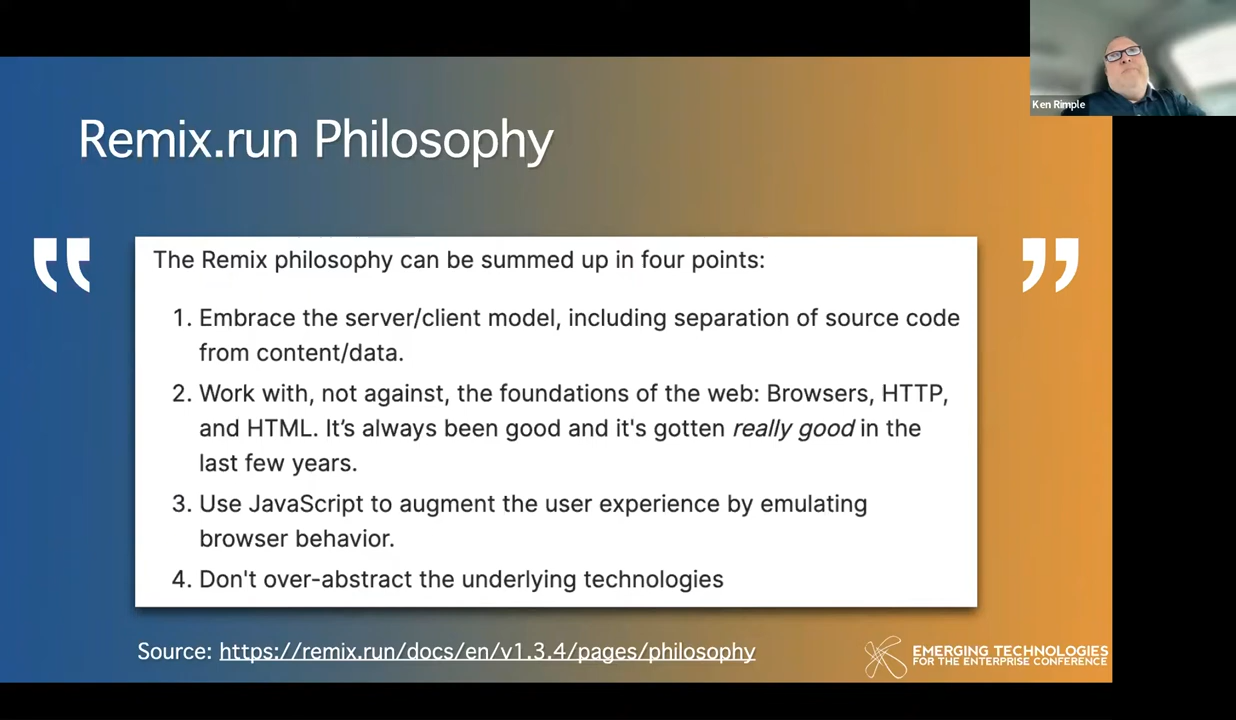 Ken Rimple
Remix.run Philosophy
“ ”
The Remix philosophy can be summed up in four points:
1. Embrace the server/client model, including separation of source code
from content/data.
2. Work with, not against, the foundations of the web: Browsers, HTTP,
and HTML. It’s always been good and it's gotten really good in the
last few years.
3. Use JavaScript to augment the user experience by emulating
browser behavior.
4. Don't over-abstract the underlying technologies
Source: https://remix.run/docs/en/v1.3.4/pages/philosophy
EMERGING TECHNOLOGIES
FOR THE ENTERPRISE CONFERENCE